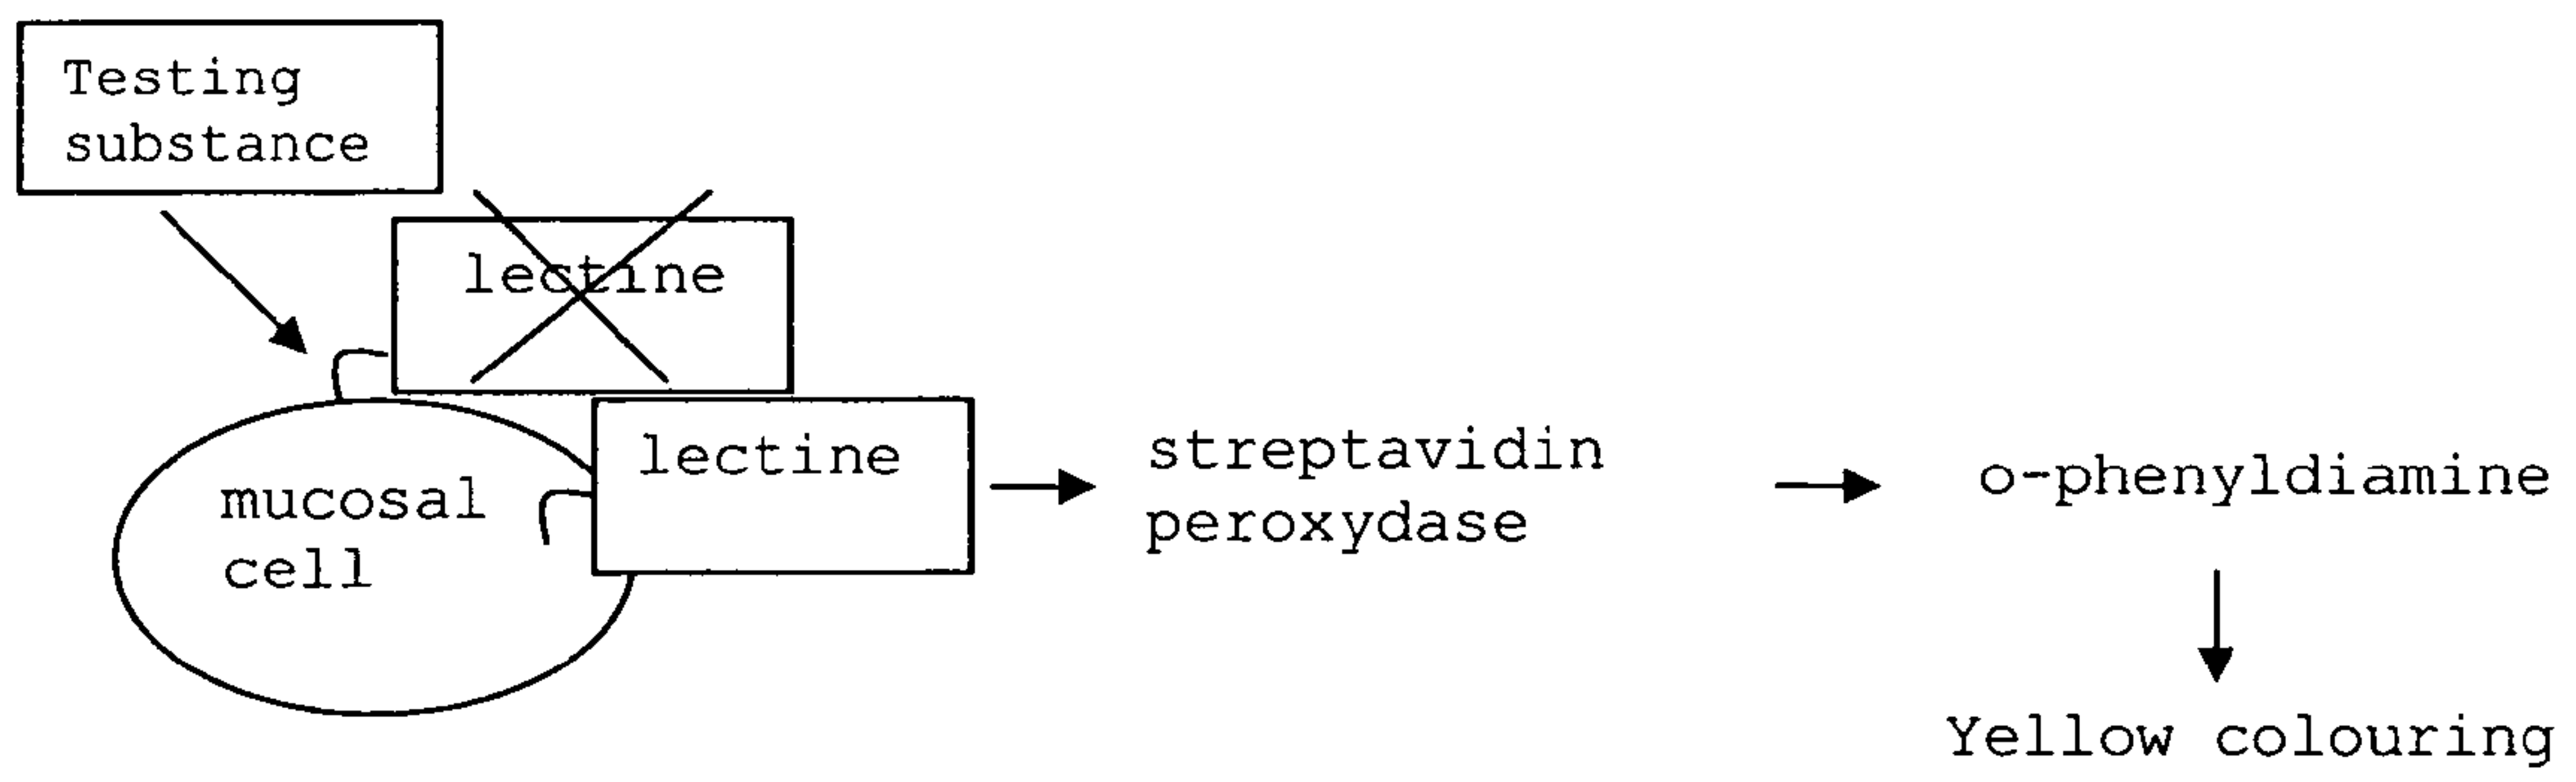 Testing
substance
lectine
lectine
mucosal
cell
streptavidin
peroxydase
o-phenyldiamine
Yellow colouring